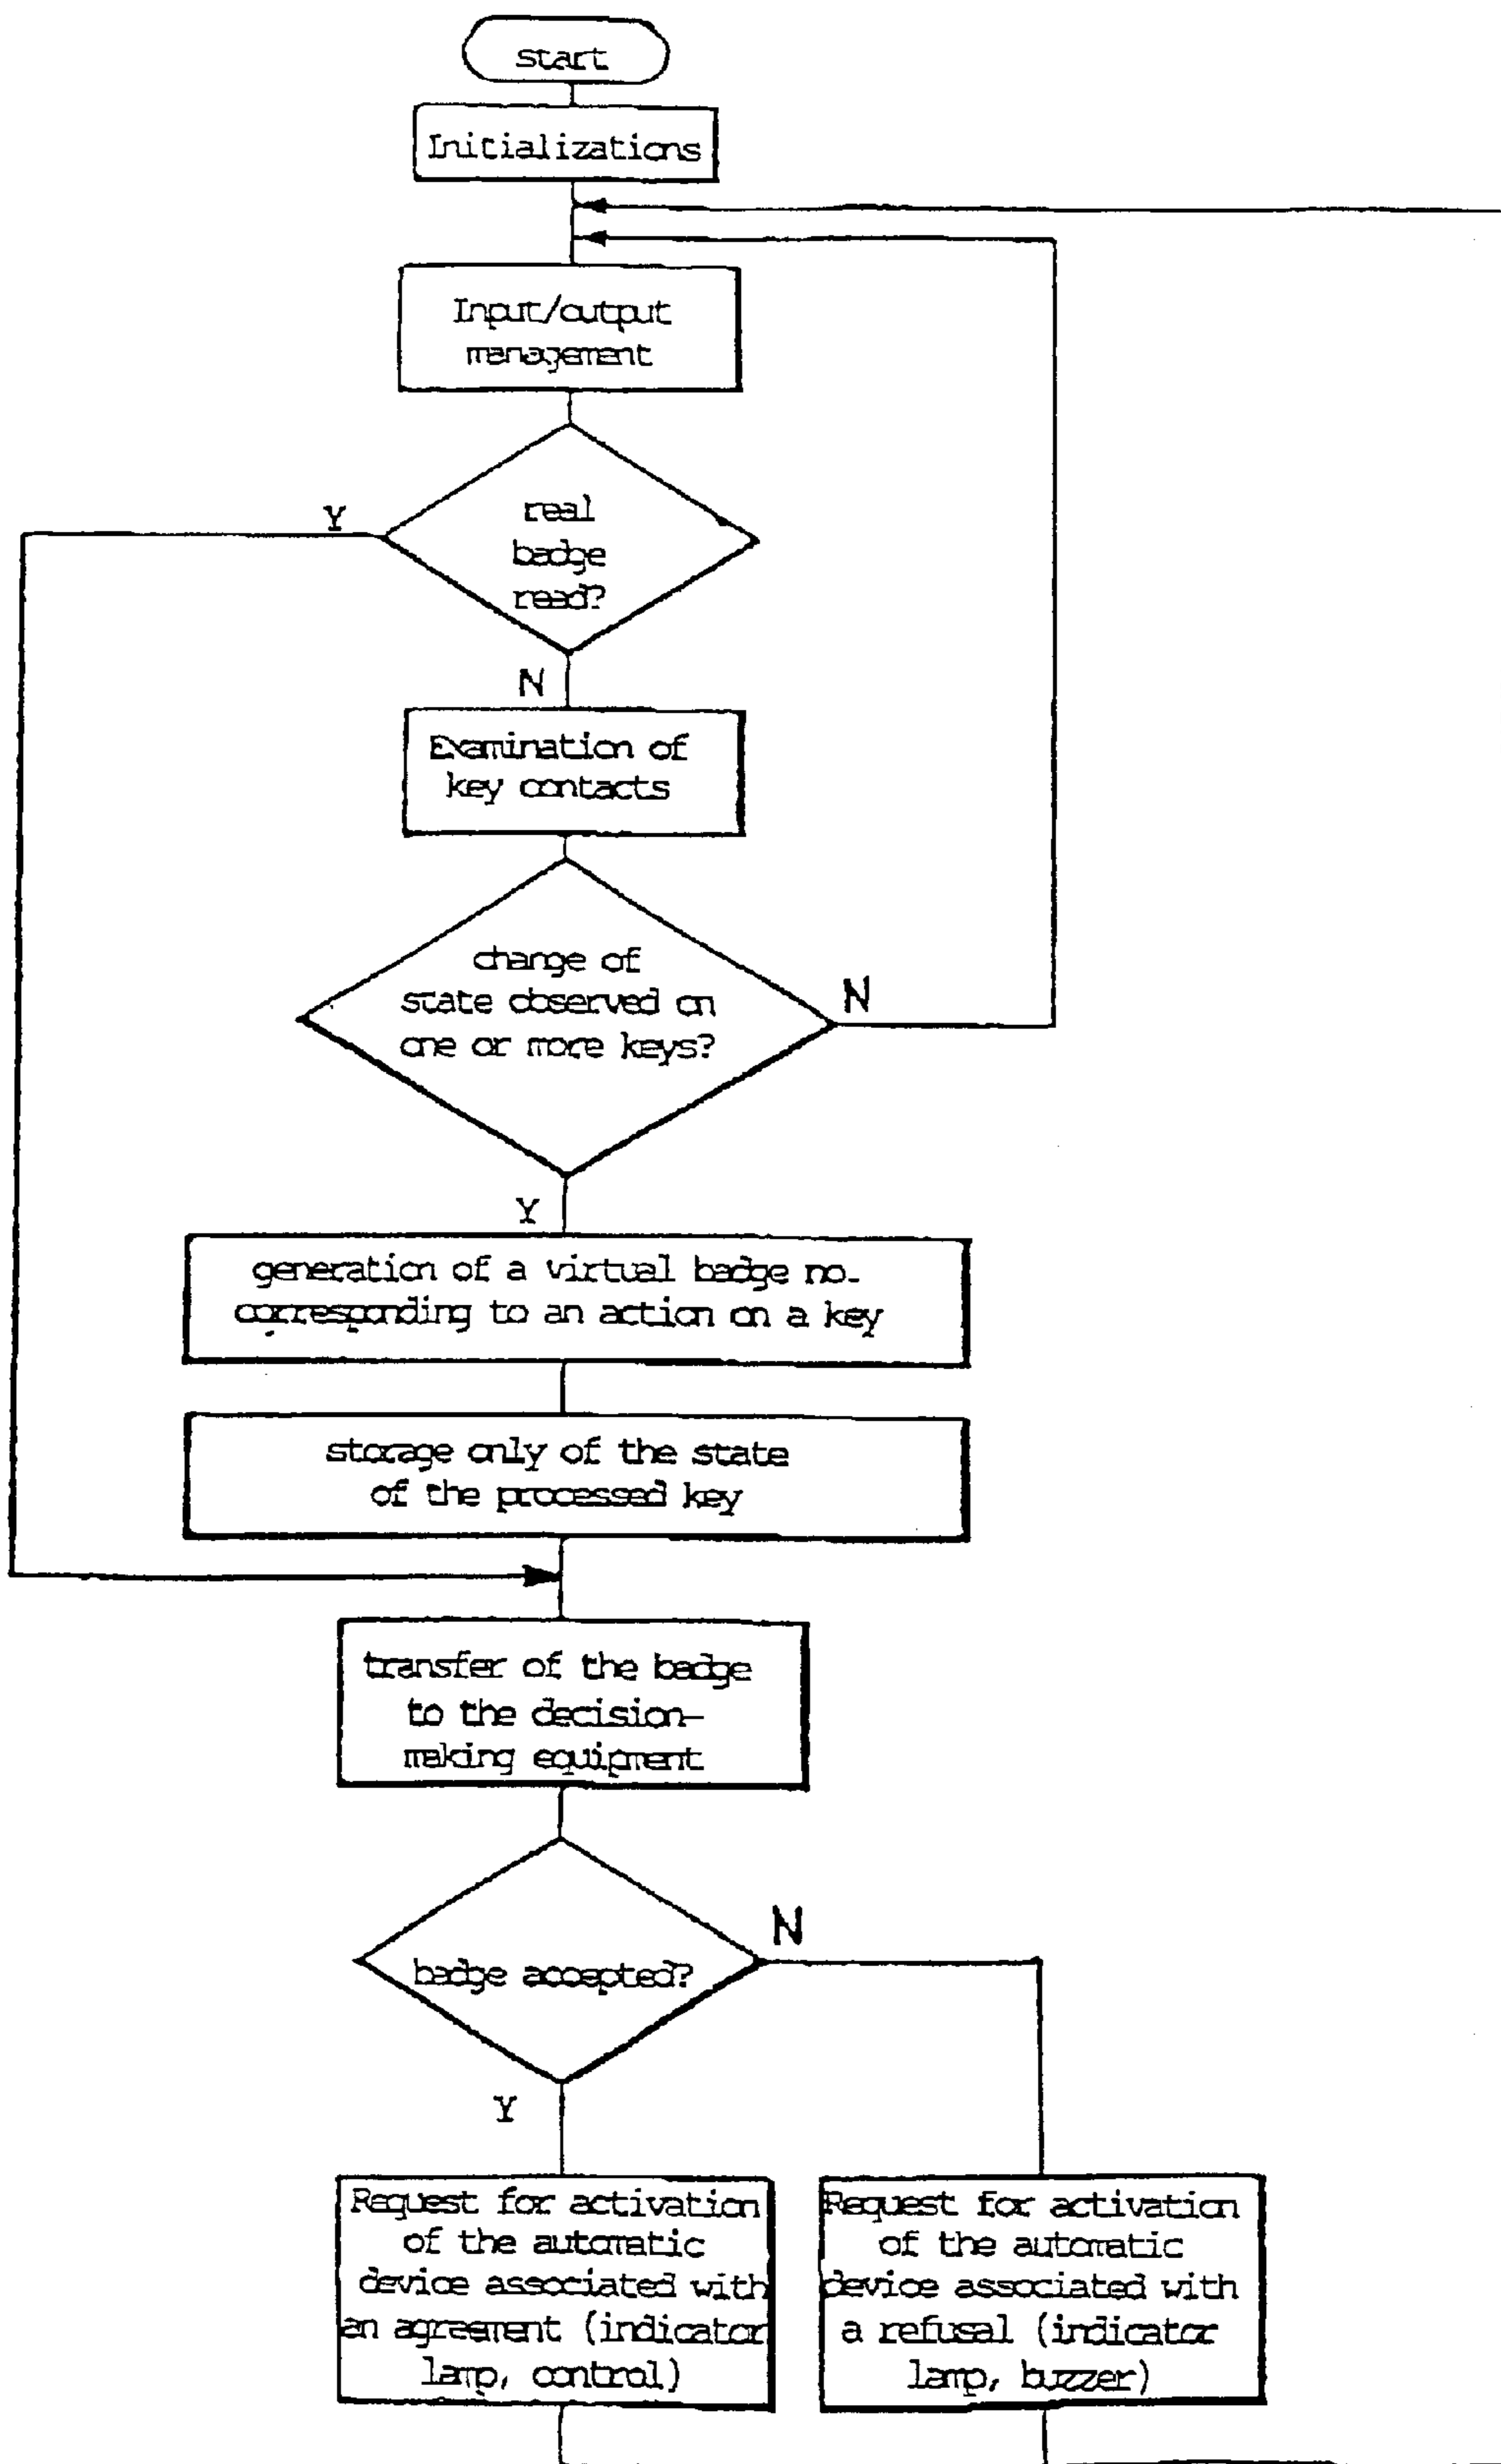 start
Initializations
Input/output
management
Y
real
badge
read?
N
Examination of
key contacts
change of
state observed on
one or more keys?
N
Y
generation of a virtual badge no.
corresponding to an action on a key
storage only of the state
of the processed key
transfer of the badge
to the decision-
making equipment
badge accepted?
N
Y
Request for activation
of the automatic
device associated with
an agreement (indicator
lamp, control)
Request for activation
of the automatic
device associated with
a refusal (indicator
lamp, buzzer)